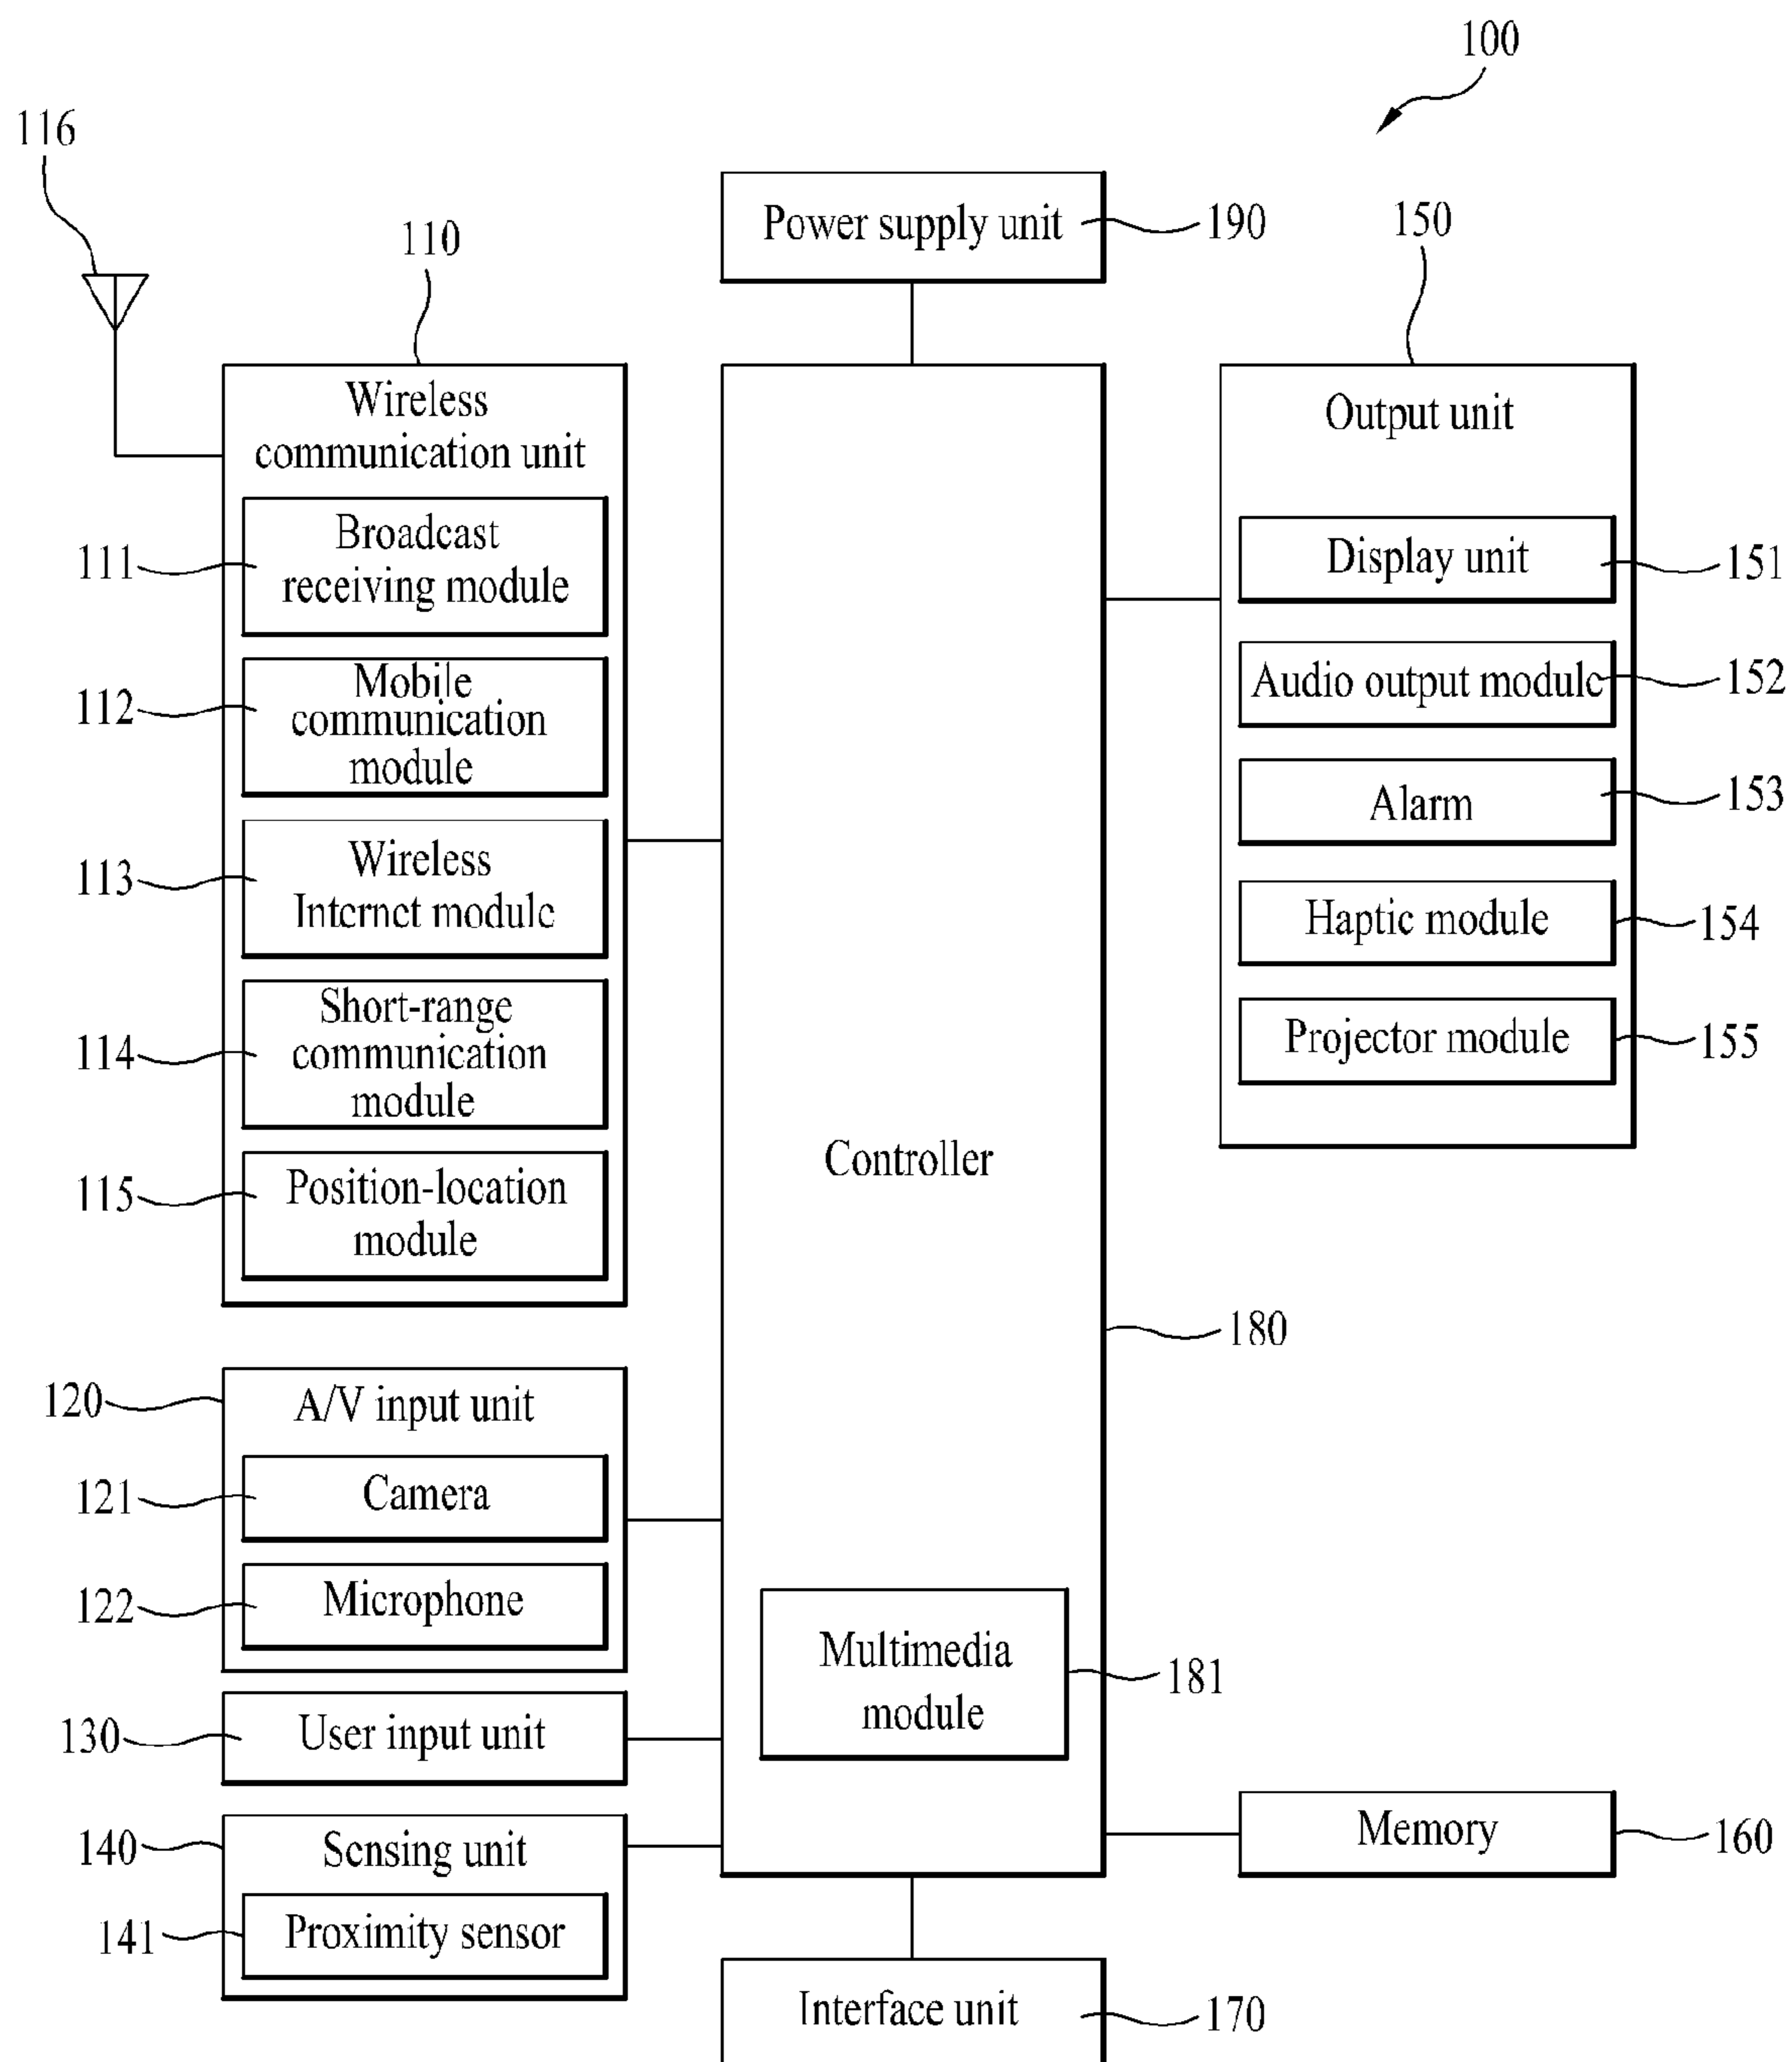 100
116
110
Power supply unit
190
150
Wireless
communication unit
Output unit
111
Broadcast
receiving module
Display unit
151
112
Mobile
communication
module
Audio output module
152
Alarm
153
113
Wireless
Internet module
Haptic module
154
114
Short-range
communication
module
Projector module
155
Controller
115
Position-location
module
180
120
A/V input unit
121
Camera
122
Microphone
Multimedia
module
181
130
User input unit
140
Sensing unit
Memory
160
141
Proximity sensor
Interface unit
170